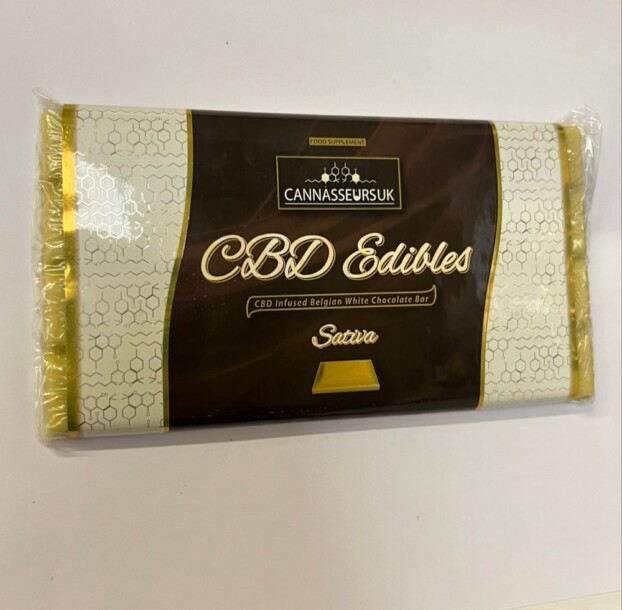 FOOD SUPPLEMENT
CANNASSEURSUK
CBD Edibles
CBD Infused Belgian White Chocolate Bar
Sativa